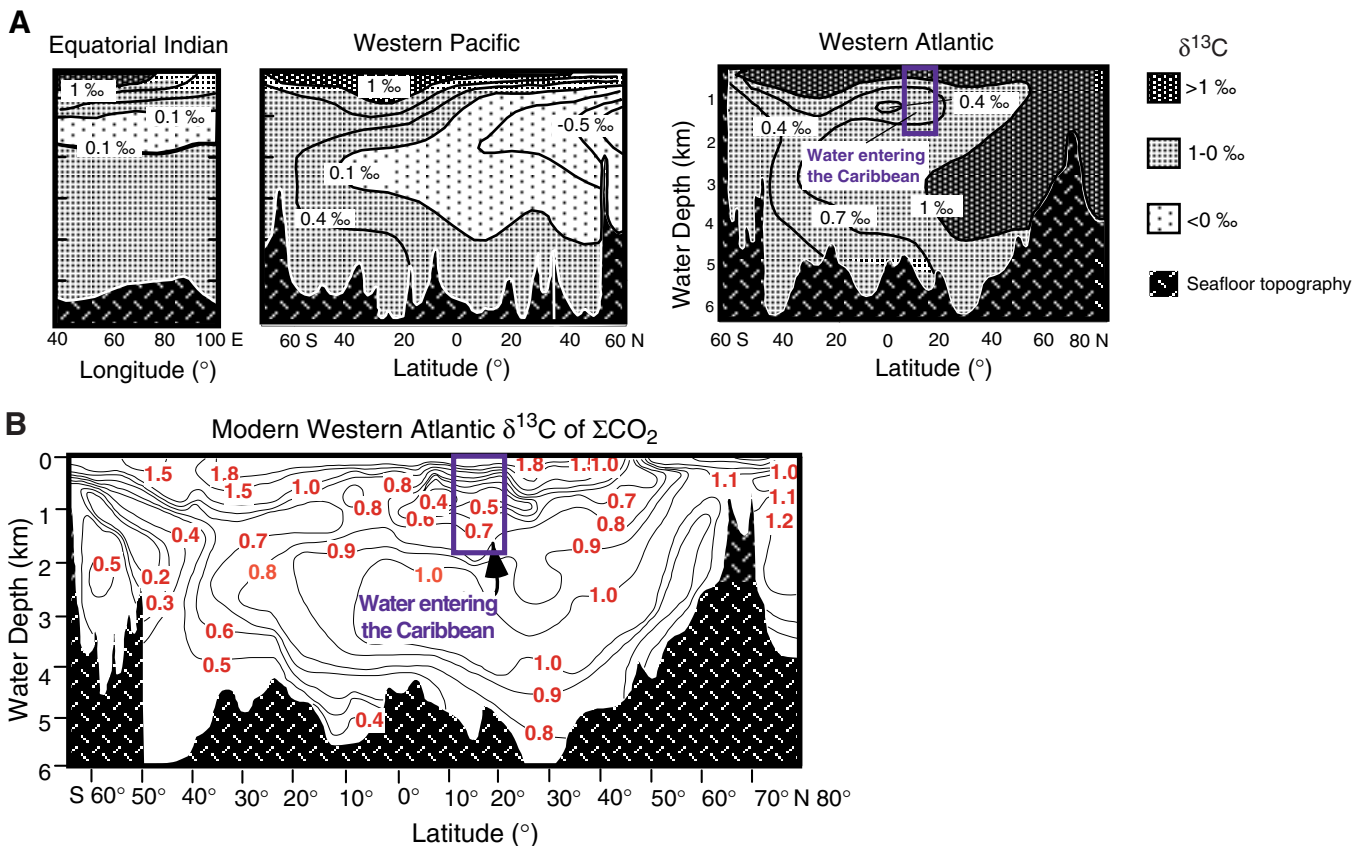 A
Equatorial Indian
1 ‰
0.1 ‰
0.1 ‰
40 60 80 100 E
Longitude (°)
Western Pacific
1 ‰
-0.5 ‰
0.1 ‰
0.4 ‰
60 S 40 20 0 20 40 60 N
Latitude (°)
Western Atlantic
0.4 ‰
0.4 ‰
Water entering
the Caribbean
1 ‰
0.7 ‰
1
2
3
4
5
6
Water Depth (km)
60 S 40 20 0 20 40 60 80 N
Latitude (°)
δ13C
>1 ‰
1-0 ‰
<0 ‰
Seafloor topography
B
Modern Western Atlantic δ13C of ΣCO2
0
1
2
3
4
5
6
Water Depth (km)
1.5 1.8 1.8 1.0 1.0
1.5 1.0 0.8 1.1 1.1
0.8 0.4 0.5 0.7 1.2
0.6 0.7 0.8
0.4 0.7 0.9 0.9
0.5 0.2 0.8 1.0 1.0
0.3
Water entering
the Caribbean
0.6
0.5 1.0
0.9
0.4 0.8
S 60° 50° 40° 30° 20° 10° 0° 10° 20° 30° 40° 50° 60° 70° N 80°
Latitude (°)